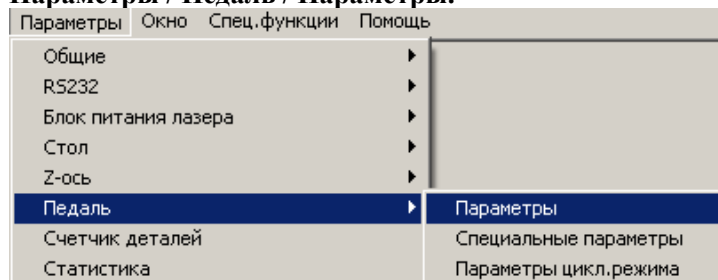 Параметры / Педаль / Параметры.
Параметры Окно Спец.функции Помощь
Общие
RS232
Блок питания лазера
Стол
Z-ось
Педаль Параметры
Счетчик деталей Специальные параметры
Статистика Параметры цикл.режима